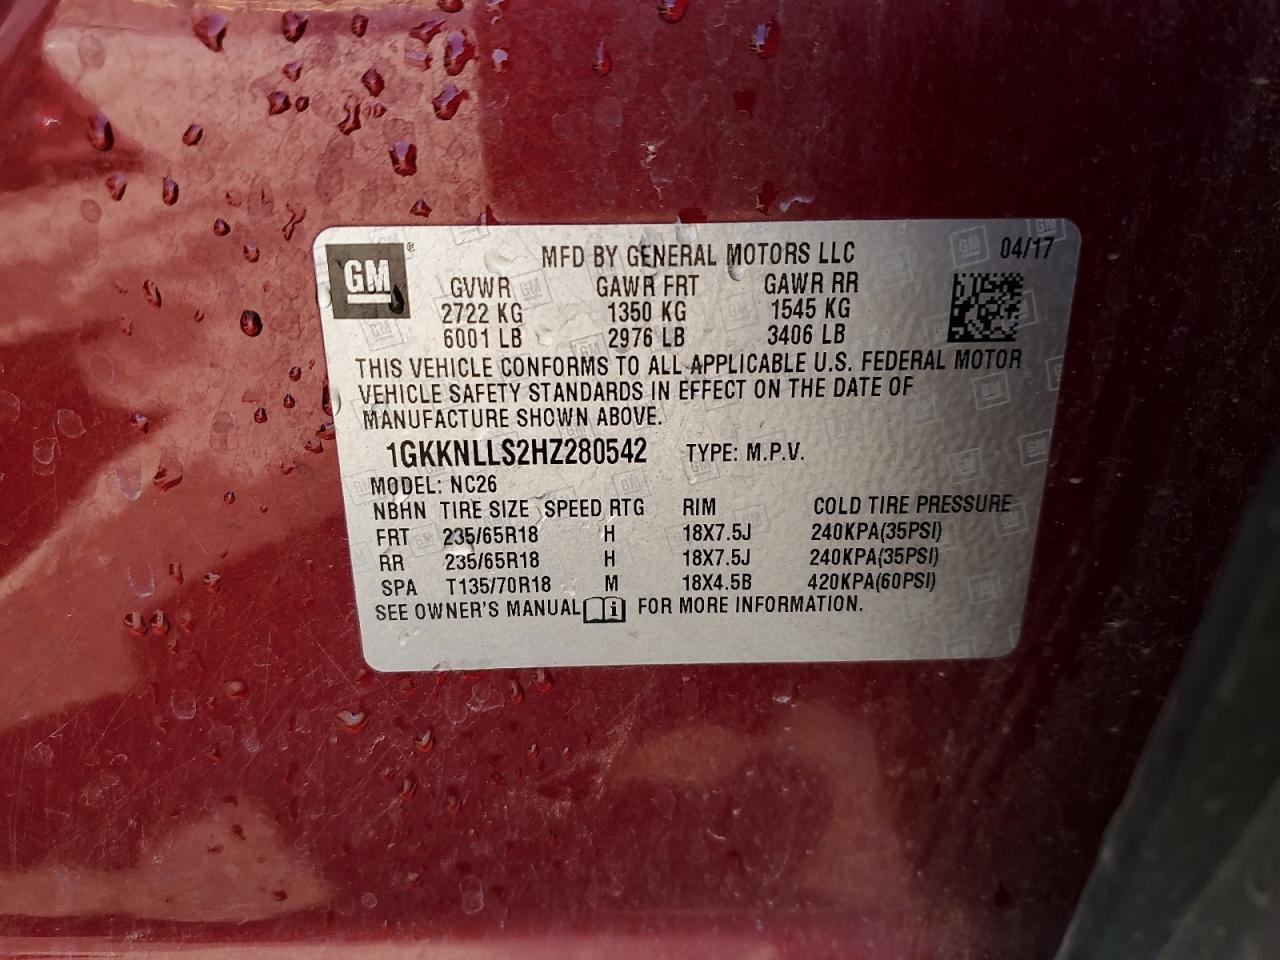 GM ® MFD BY GENERAL MOTORS LLC 04/17
GVWR GAWR FRT GAWR RR
2722 KG 1350 KG 1545 KG
6001 LB 2976 LB 3406 LB
THIS VEHICLE CONFORMS TO ALL APPLICABLE U.S. FEDERAL MOTOR
VEHICLE SAFETY STANDARDS IN EFFECT ON THE DATE OF
MANUFACTURE SHOWN ABOVE.
1GKKNLLS2HZ280542 TYPE: M.P.V.
MODEL: NC26
NBHN TIRE SIZE SPEED RTG RIM COLD TIRE PRESSURE
FRT 235/65R18 H 18X7.5J 240KPA(35PSI)
RR 235/65R18 H 18X7.5J 240KPA(35PSI)
SPA T135/70R18 M 18X4.5B 420KPA(60PSI)
SEE OWNER'S MANUAL i FOR MORE INFORMATION.